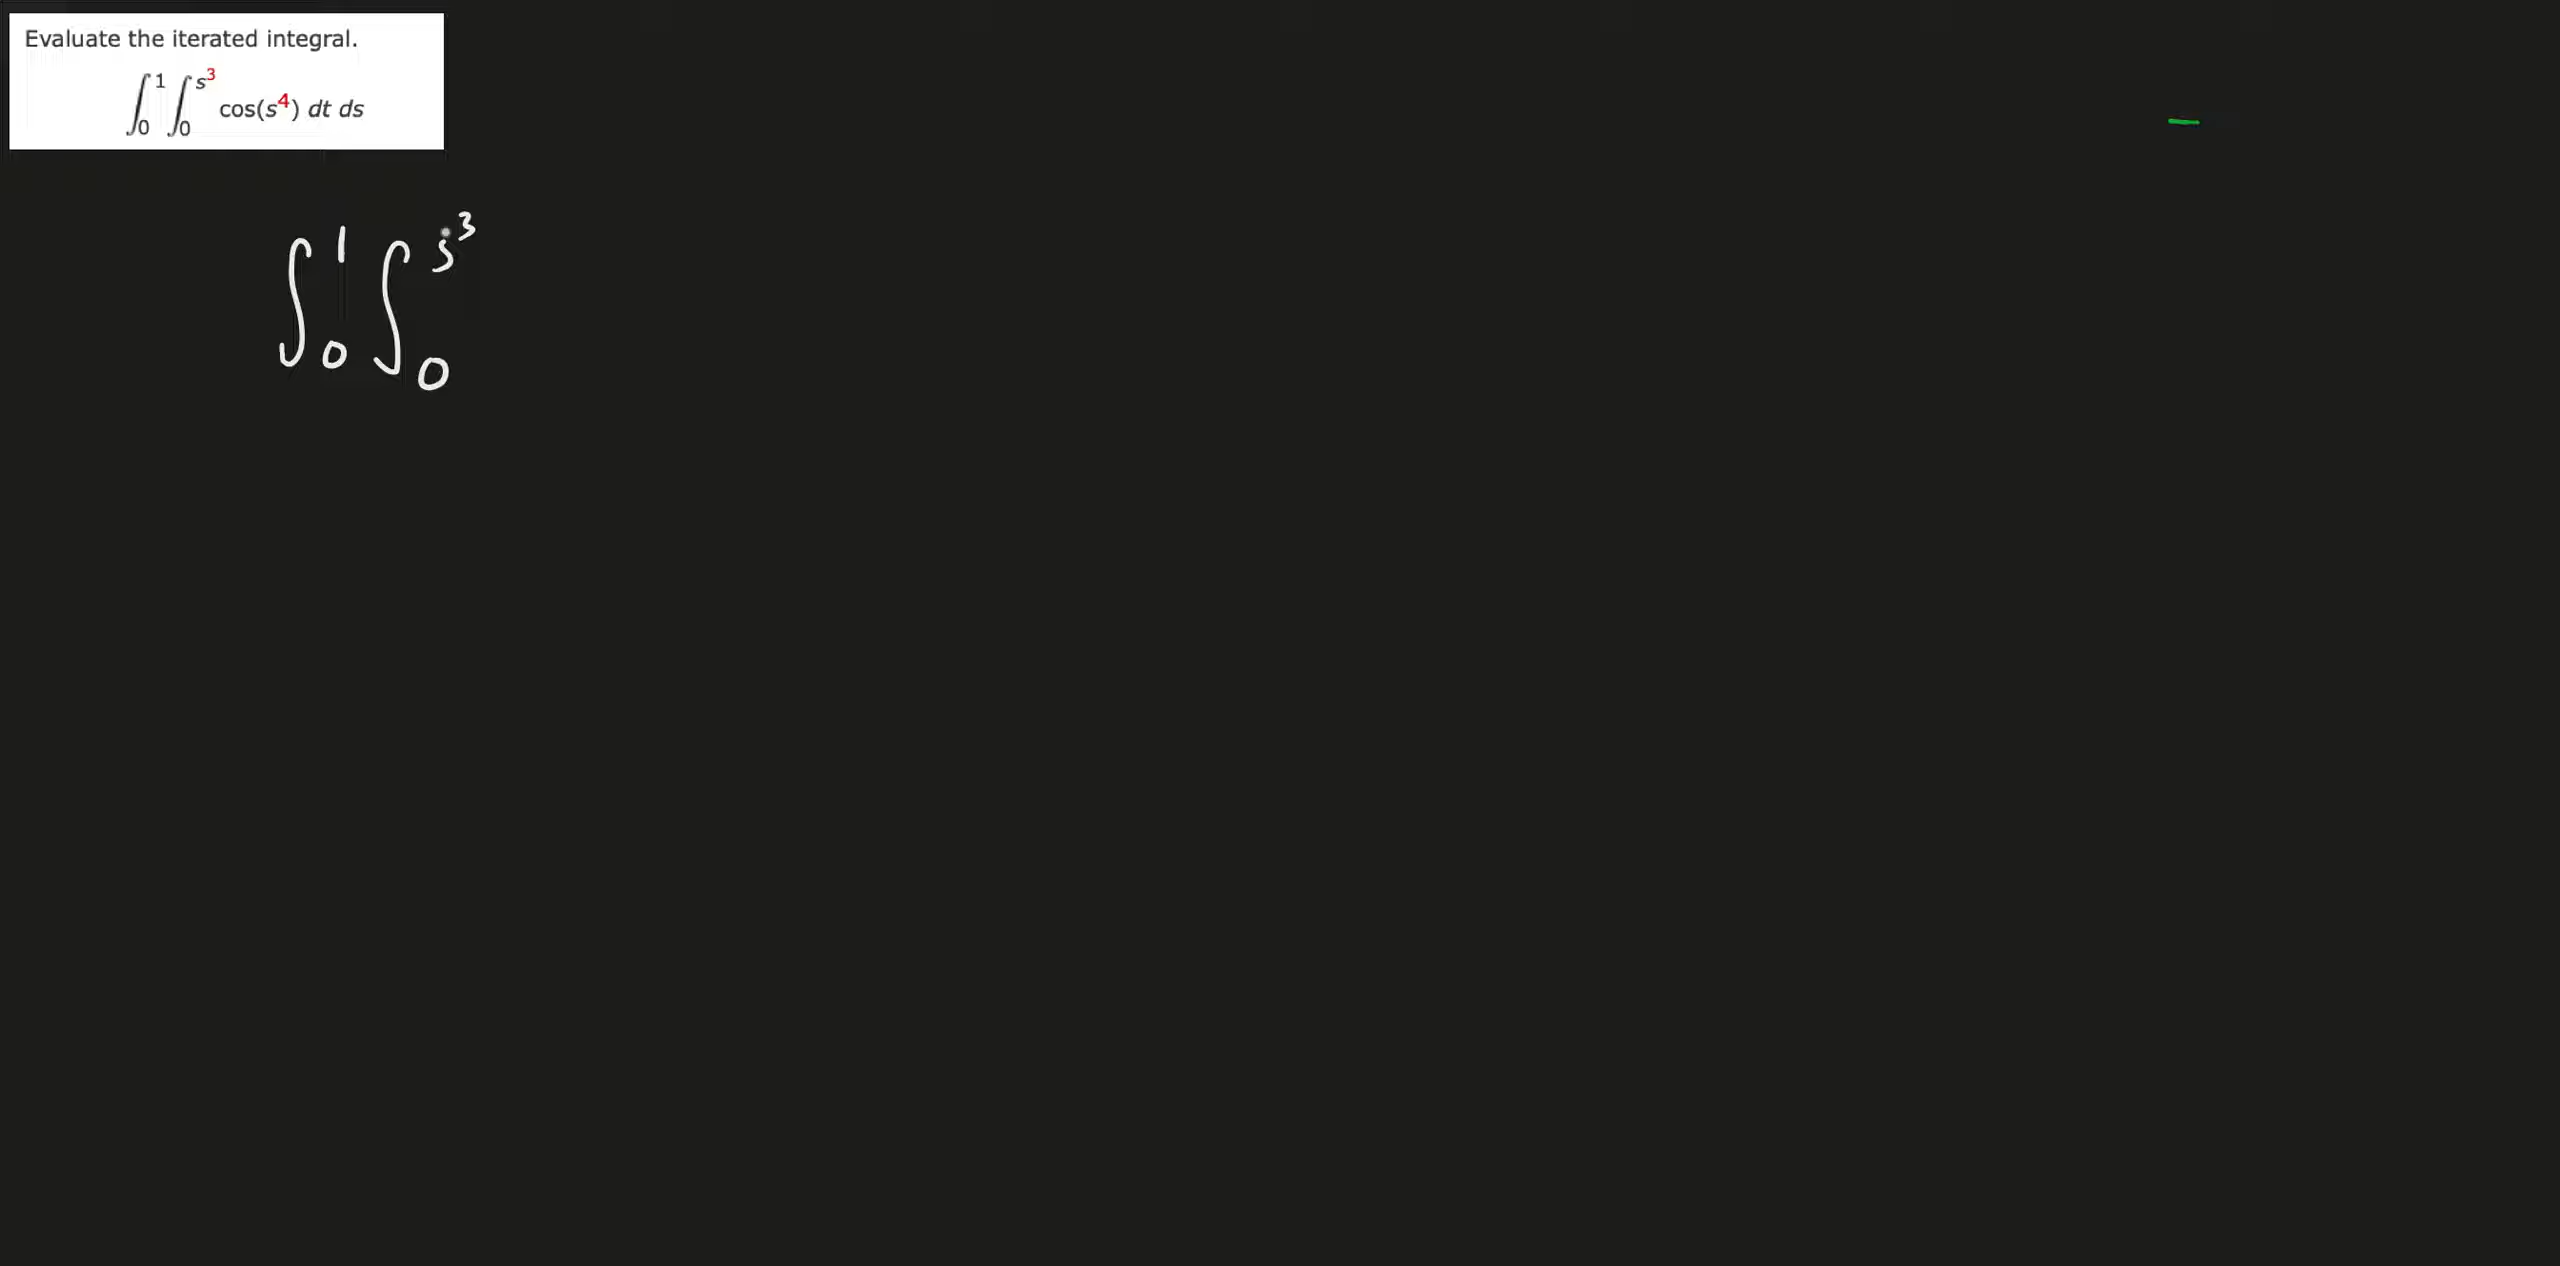 Evaluate the iterated integral.
∫₀¹ ∫₀^{s³} cos(s⁴) dt ds
∫₀¹ ∫₀^{s³}